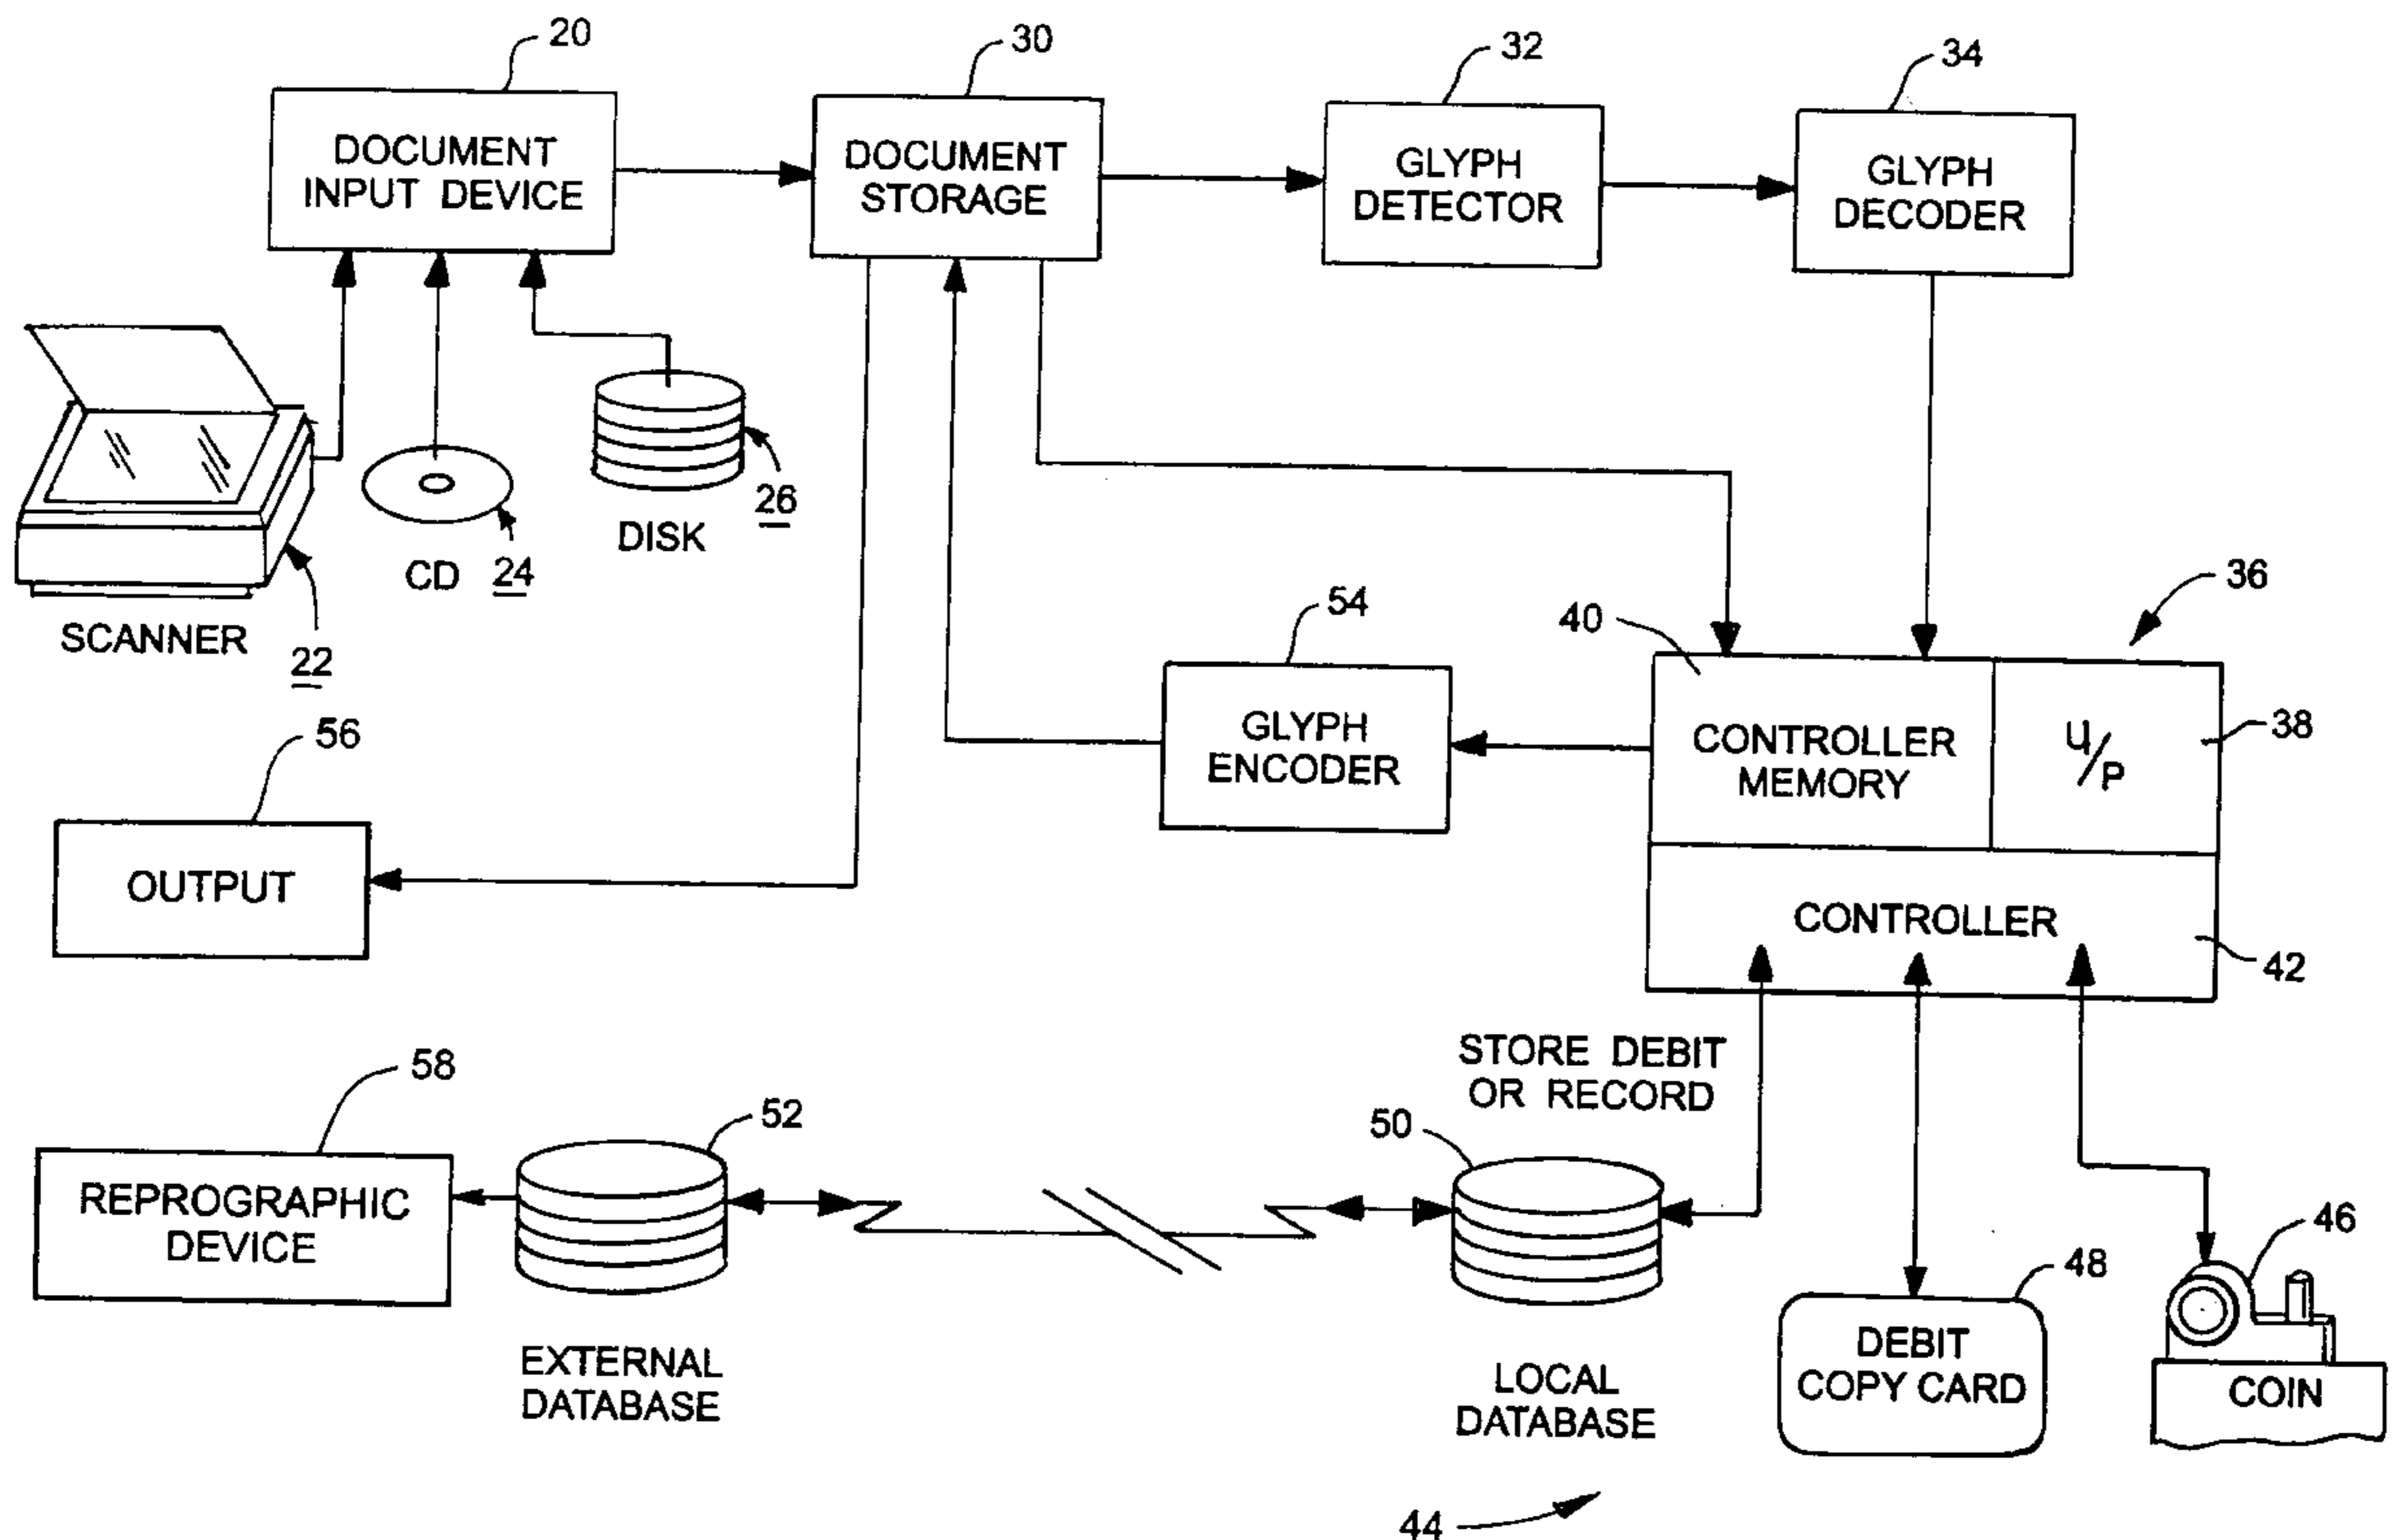 20
30
32
34
DOCUMENT
INPUT DEVICE
DOCUMENT
STORAGE
GLYPH
DETECTOR
GLYPH
DECODER
SCANNER
22
CD
24
DISK
26
54
40
36
38
56
GLYPH
ENCODER
CONTROLLER
MEMORY
u/p
OUTPUT
CONTROLLER
42
STORE DEBIT
OR RECORD
58
52
50
REPROGRAPHIC
DEVICE
EXTERNAL
DATABASE
LOCAL
DATABASE
48
DEBIT
COPY CARD
46
COIN
44